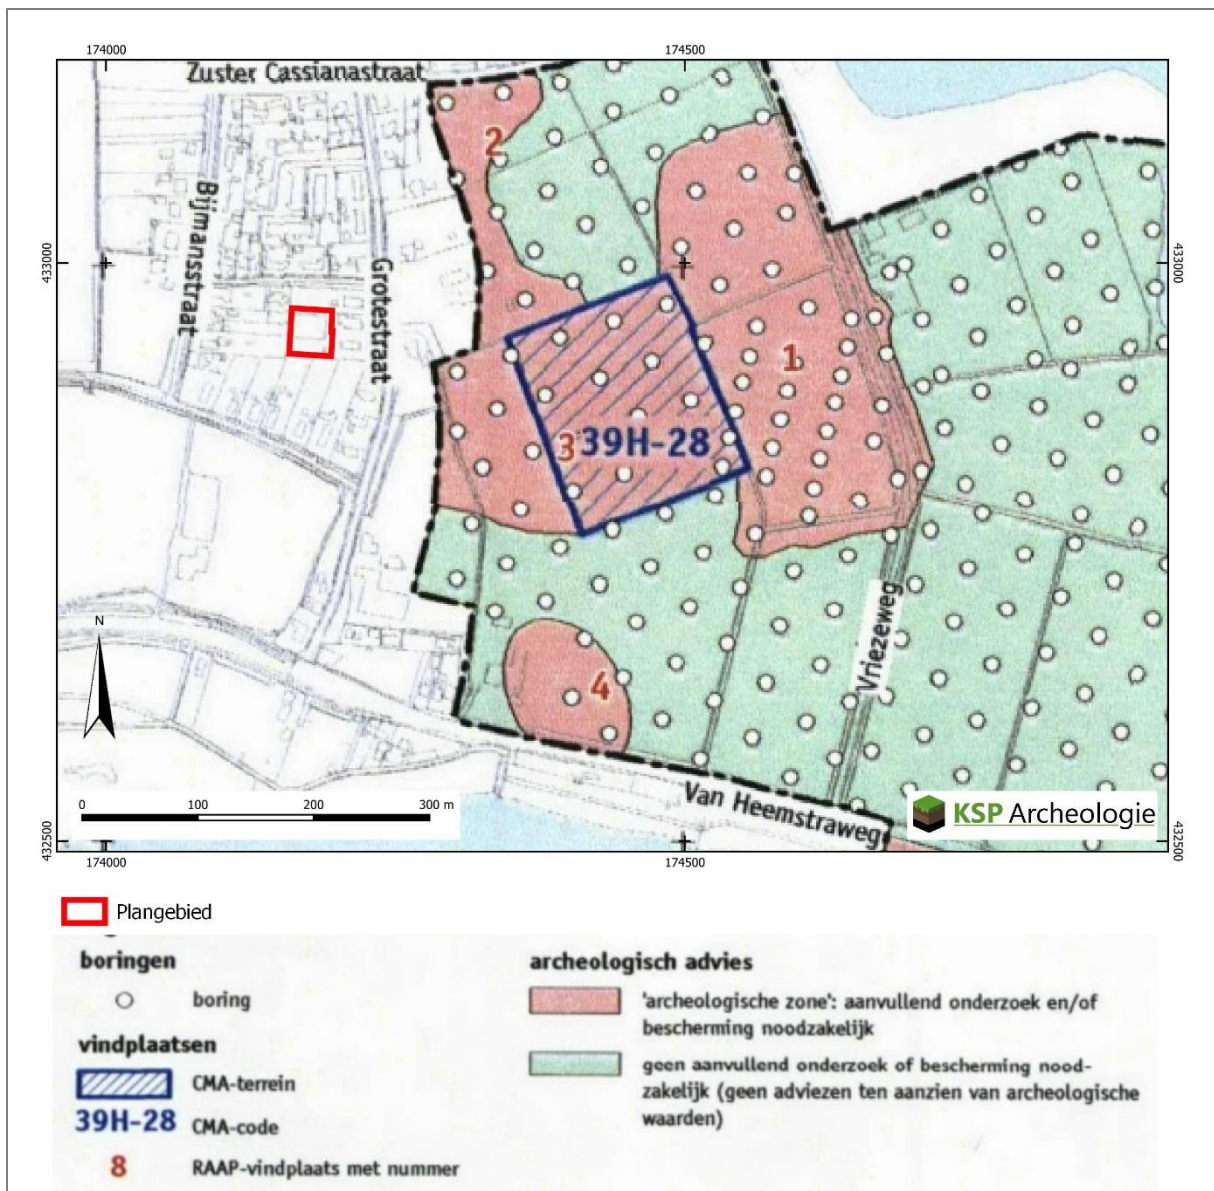 174000
174500
Zuster Cassianastraat
2
Bijmansstraat
Grotestraat
433000
433000
1
3
39H-28
4
Vriezeweg
N
0 100 200 300 m
Van Heemstraweg
KSP Archeologie
432500
432500
174000
174500
Plangebied
boringen
boring
vindplaatsen
CMA-terrein
39H-28 CMA-code
8 RAAP-vindplaats met nummer
archeologisch advies
'archeologische zone': aanvullend onderzoek en/of
bescherming noodzakelijk
geen aanvullend onderzoek of bescherming nood-
zakelijk (geen adviezen ten aanzien van archeologische
waarden)